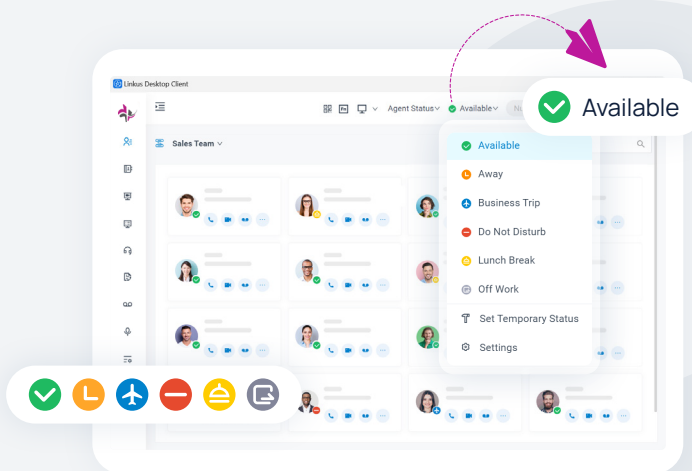 Linkus Desktop Client
Fn
Agent Status
Available
Available
Sales Team
Available
Away
Business Trip
Do Not Disturb
Lunch Break
Off Work
Set Temporary Status
Settings